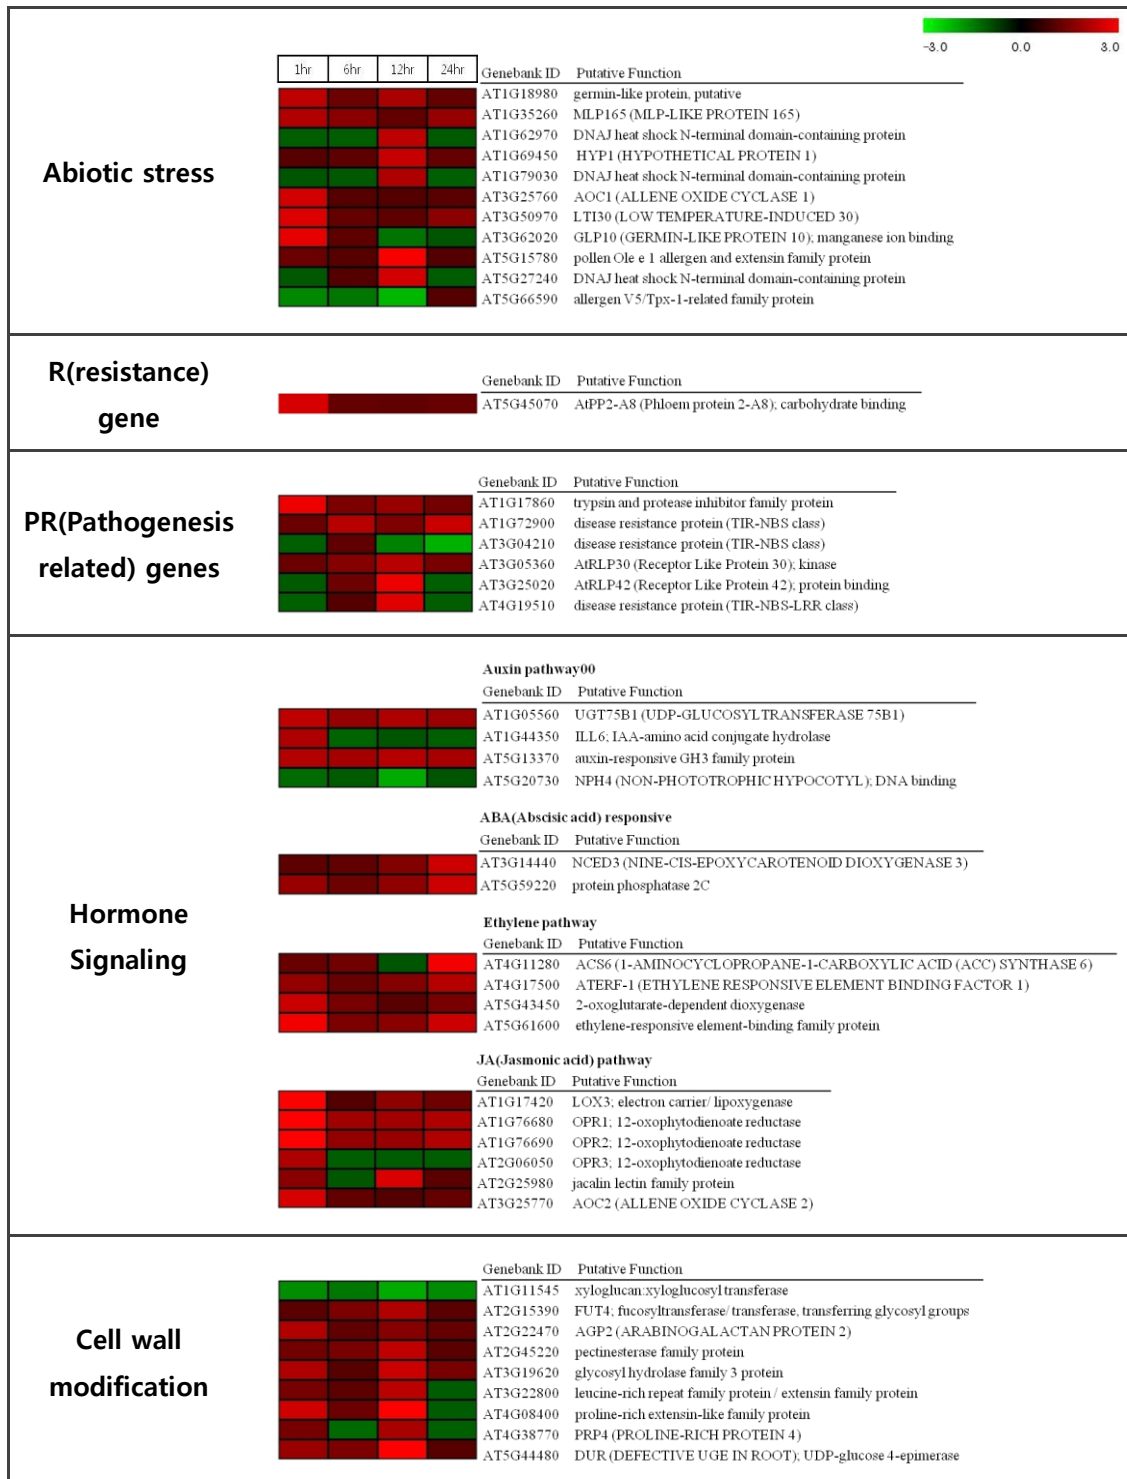 -3.0 0.0 3.0
1hr 6hr 12hr 24hr Genebank ID Putative Function
Abiotic stress
AT1G18980 germin-like protein, putative
AT1G35260 MLP165 (MLP-LIKE PROTEIN 165)
AT1G62970 DNAJ heat shock N-terminal domain-containing protein
AT1G69450 HYP1 (HYPOTHETICAL PROTEIN 1)
AT1G79030 DNAJ heat shock N-terminal domain-containing protein
AT3G25760 AOC1 (ALLENE OXIDE CYCLASE 1)
AT3G50970 LTI30 (LOW TEMPERATURE-INDUCED 30)
AT3G62020 GLP10 (GERMIN-LIKE PROTEIN 10); manganese ion binding
AT5G15780 pollen Ole e 1 allergen and extensin family protein
AT5G27240 DNAJ heat shock N-terminal domain-containing protein
AT5G66590 allergen V5/Tpx-1-related family protein
R(resistance)
gene
Genebank ID Putative Function
AT5G45070 AtPP2-A8 (Phloem protein 2-A8); carbohydrate binding
PR(Pathogenesis
related) genes
Genebank ID Putative Function
AT1G17860 trypsin and protease inhibitor family protein
AT1G72900 disease resistance protein (TIR-NBS class)
AT3G04210 disease resistance protein (TIR-NBS class)
AT3G05360 AtRLP30 (Receptor Like Protein 30); kinase
AT3G25020 AtRLP42 (Receptor Like Protein 42); protein binding
AT4G19510 disease resistance protein (TIR-NBS-LRR class)
Hormone
Signaling
Auxin pathway00
Genebank ID Putative Function
AT1G05560 UGT75B1 (UDP-GLUCOSYLTRANSFERASE 75B1)
AT1G44350 ILL6; IAA-amino acid conjugate hydrolase
AT5G13370 auxin-responsive GH3 family protein
AT5G20730 NPH4 (NON-PHOTOTROPHIC HYPOCOTYL); DNA binding
ABA(Abscisic acid) responsive
Genebank ID Putative Function
AT3G14440 NCED3 (NINE-CIS-EPOXYCAROTENOID DIOXYGENASE 3)
AT5G59220 protein phosphatase 2C
Ethylene pathway
Genebank ID Putative Function
AT4G11280 ACS6 (1-AMINOCYCLOPROPANE-1-CARBOXYLIC ACID (ACC) SYNTHASE 6)
AT4G17500 ATERF-1 (ETHYLENE RESPONSIVE ELEMENT BINDING FACTOR 1)
AT5G43450 2-oxoglutarate-dependent dioxygenase
AT5G61600 ethylene-responsive element-binding family protein
JA(Jasmonic acid) pathway
Genebank ID Putative Function
AT1G17420 LOX3; electron carrier/ lipoxygenase
AT1G76680 OPR1; 12-oxophytodienoate reductase
AT1G76690 OPR2; 12-oxophytodienoate reductase
AT2G06050 OPR3; 12-oxophytodienoate reductase
AT2G25980 jacalin lectin family protein
AT3G25770 AOC2 (ALLENE OXIDE CYCLASE 2)
Cell wall
modification
Genebank ID Putative Function
AT1G11545 xyloglucan:xyloglucosyl transferase
AT2G15390 FUT4; fucosyltransferase/ transferase, transferring glycosyl groups
AT2G22470 AGP2 (ARABINOGALACTAN PROTEIN 2)
AT2G45220 pectinesterase family protein
AT3G19620 glycosyl hydrolase family 3 protein
AT3G22800 leucine-rich repeat family protein / extensin family protein
AT4G08400 proline-rich extensin-like family protein
AT4G38770 PRP4 (PROLINE-RICH PROTEIN 4)
AT5G44480 DUR (DEFECTIVE UGE IN ROOT); UDP-glucose 4-epimerase